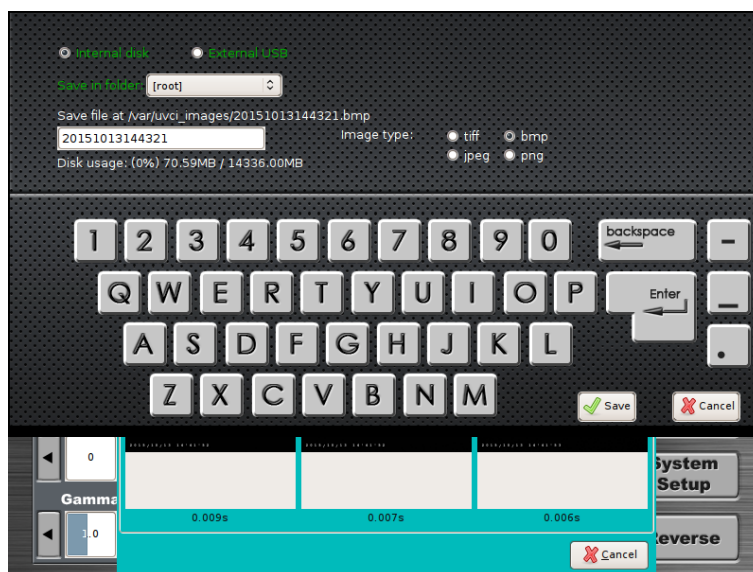 Internal disk External USB
Save in folder: [root]
Save file at /var/uvci_images/20151013144321.bmp
20151013144321 Image type: tiff bmp
jpeg png
Disk usage: (0%) 70.59MB / 14336.00MB
1 2 3 4 5 6 7 8 9 0 backspace -
Q W E R T Y U I O P Enter _
A S D F G H J K L .
Z X C V B N M Save Cancel
0 System
Setup
Gamma
0.009s 0.007s 0.006s
1.0 Reverse
Cancel